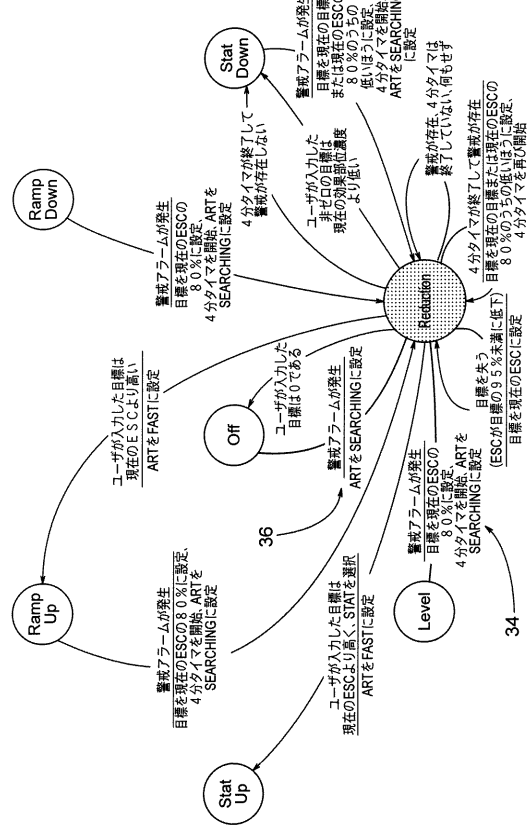 Ramp
Down
Stat
Down
警戒アラームが発生
目標を現在の目標
または現在のESCの
80%のうちの
低いほうに設定、
4分タイマを開始、
ARTをSEARCHING
に設定
4分タイマが終了して
警戒が存在しない
ユーザが入力した
非ゼロの目標は
現在の効果部位濃度
より低い
警戒が存在、4分タイマは
終了していない、何もせず
4分タイマが終了して警戒が存在
目標を現在の目標または現在のESCの
80%のうちの低いほうに設定、
4分タイマを再び開始
警戒アラームが発生
目標を現在のESCの
80%に設定、
4分タイマを開始、ARTを
SEARCHINGに設定
Reduction
ユーザが入力した目標は
現在のESCより高い
ARTをFASTに設定
Off
ユーザが入力した
目標は0である
警戒アラームが発生
ARTをSEARCHINGに設定
36
目標を失う
(ESCが目標の95%未満に低下)
目標を現在のESCに設定
Ramp
Up
警戒アラームが発生
目標を現在のESCの80%に設定、
4分タイマを開始、ARTを
SEARCHINGに設定
警戒アラームが発生
目標を現在のESCの
80%に設定、
4分タイマを開始、ARTを
SEARCHINGに設定
Level
34
ユーザが入力した目標は
現在のESCより高く、STATを選択
ARTをFASTに設定
Stat
Up